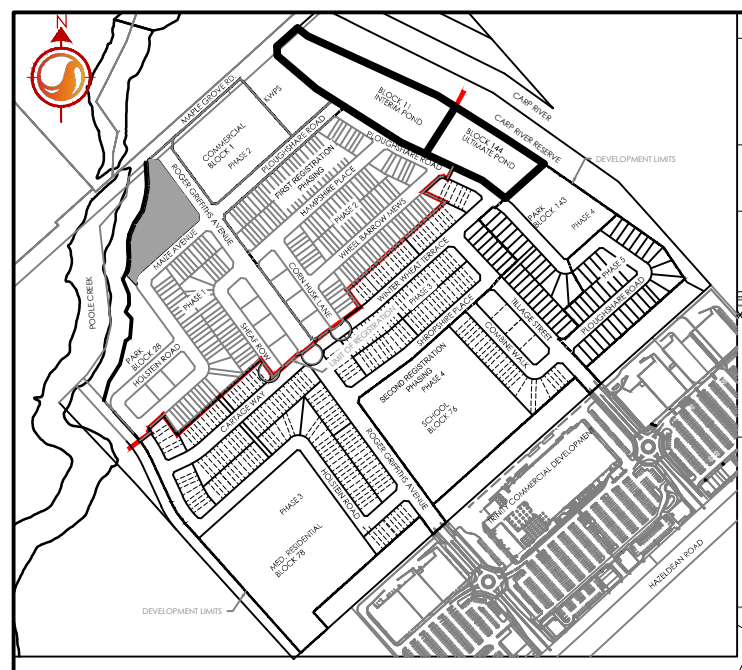 N
MAPLE GROVE RD.
KWPS
COMMERCIAL
BLOCK 1
PHASE 2
BLOCK 11
INTERIM POND
CARP RIVER
BLOCK 144
ULTIMATE POND
CARP RIVER RESERVE
DEVELOPMENT LIMITS
PLOUGHSHARE ROAD
PLOUGHSHARE ROAD
FIRST REGISTRATION
PHASING
HAMPSHIRE PLACE
PHASE 2
WHEEL BARROW MEWS
ROGER GRIFFITHS AVENUE
MAIZE AVENUE
PHASE 1
CORN HUSK LANE
SHEAF ROW
POOLE CREEK
PARK
BLOCK 28
HOLSTEIN ROAD
PARK
BLOCK 143
PHASE 4
PHASE 5
PLOUGHSHARE ROAD
WINTER WHEAT TERRACE
PHASE 3
LIMIT OF REGISTRATION
SHROPSHIRE PLACE
TILLAGE STREET
COMBINE WALK
SECOND REGISTRATION
PHASING
PHASE 4
SCHOOL
BLOCK 76
CARTAGE WAY
ROGER GRIFFITHS AVENUE
HOLSTEIN ROAD
PHASE 3
MED. RESIDENTIAL
BLOCK 78
TRINITY COMMERCIAL DEVELOPMENT
HAZELDEAN ROAD
DEVELOPMENT LIMITS